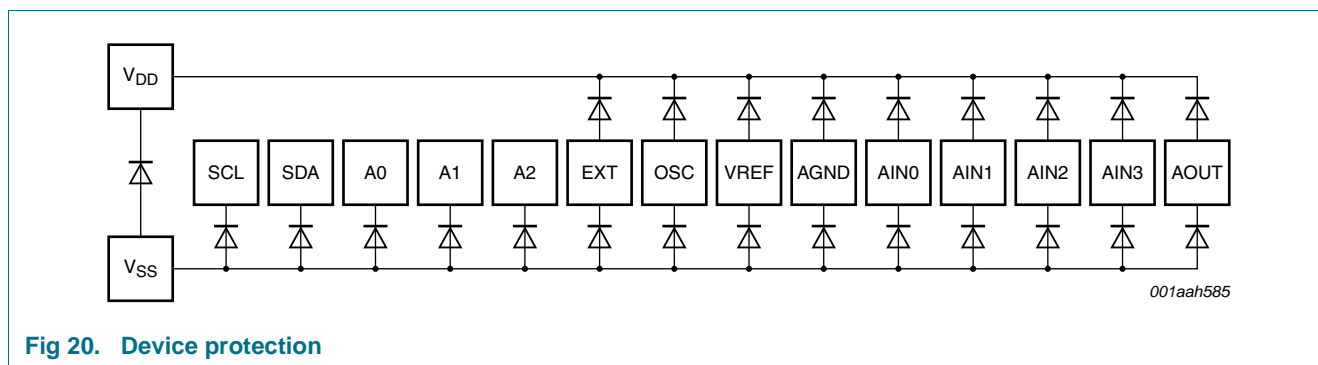 VDD
SCL SDA A0 A1 A2 EXT OSC VREF AGND AIN0 AIN1 AIN2 AIN3 AOUT
VSS
001aah585
Fig 20. Device protection